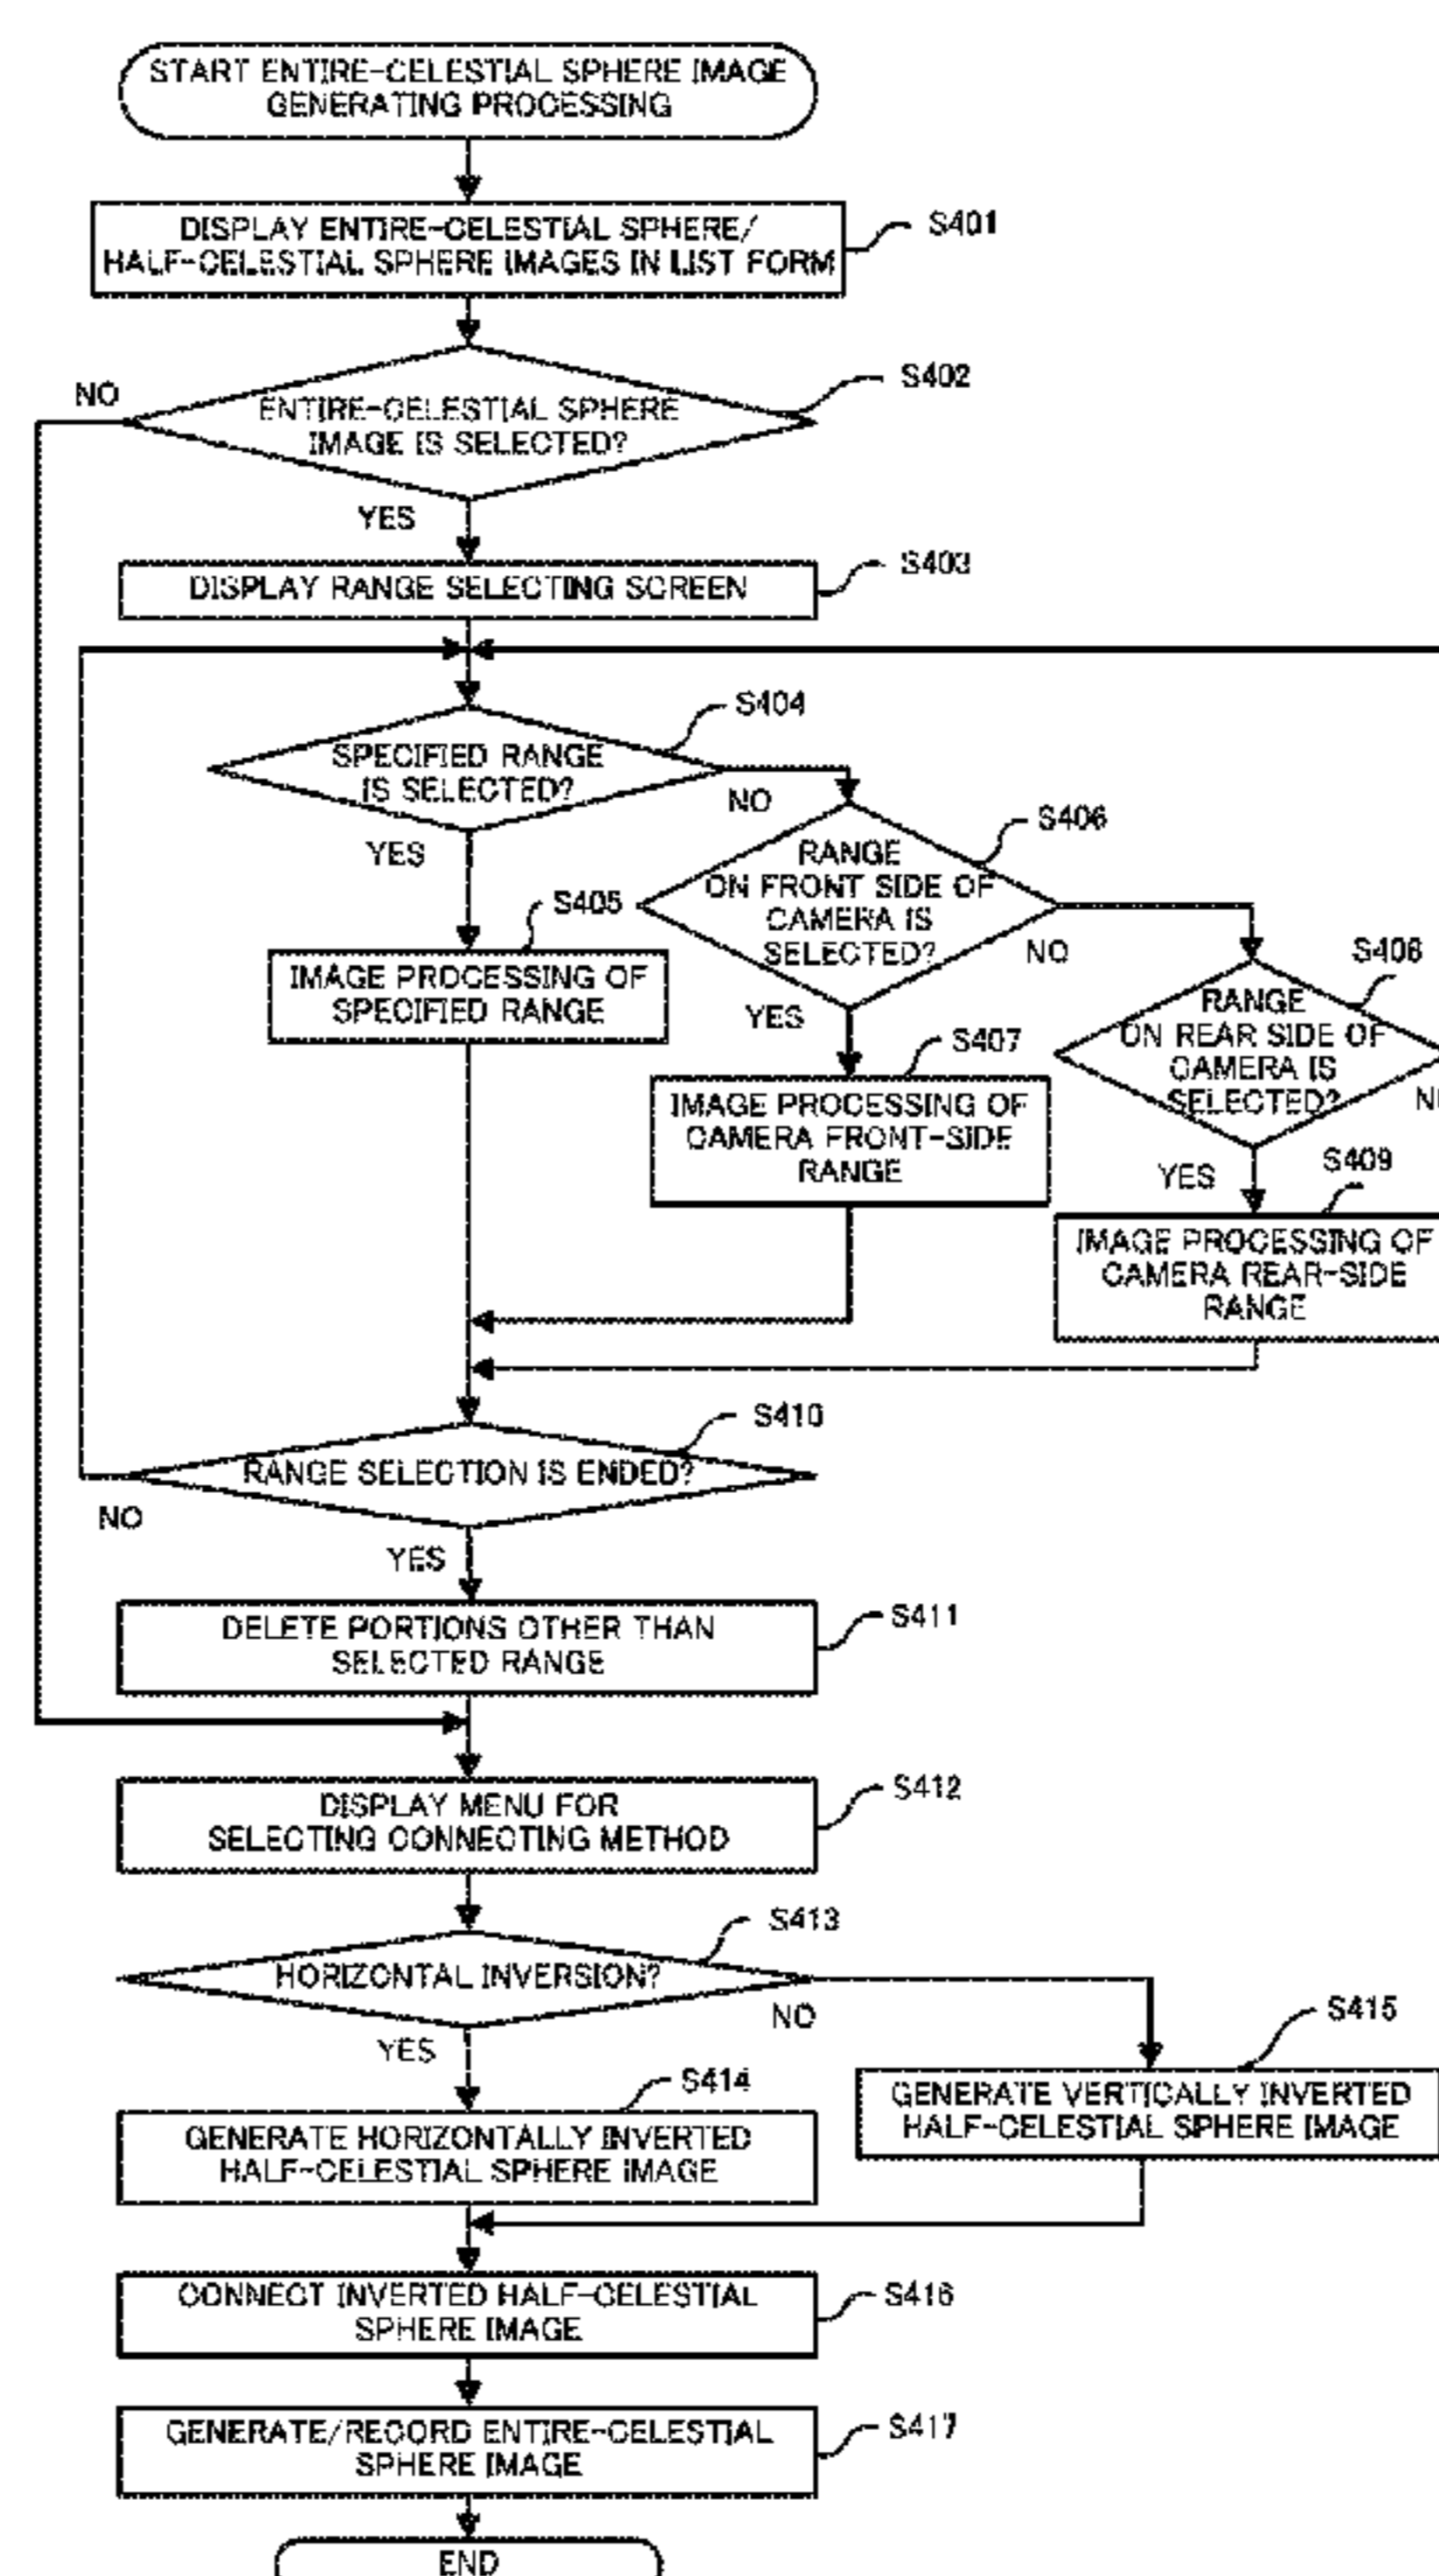 START ENTIRE-CELESTIAL SPHERE IMAGE
GENERATING PROCESSING
DISPLAY ENTIRE-CELESTIAL SPHERE/
HALF-CELESTIAL SPHERE IMAGES IN LIST FORM
S401
NO
S402
ENTIRE-CELESTIAL SPHERE
IMAGE IS SELECTED?
YES
DISPLAY RANGE SELECTING SCREEN
S403
S404
SPECIFIED RANGE
IS SELECTED?
NO
YES
S406
RANGE
ON FRONT SIDE OF
CAMERA IS
SELECTED?
NO
YES
S405
IMAGE PROCESSING OF
SPECIFIED RANGE
S407
IMAGE PROCESSING OF
CAMERA FRONT-SIDE
RANGE
S408
RANGE
ON REAR SIDE OF
CAMERA IS
SELECTED?
YES
S409
IMAGE PROCESSING OF
CAMERA REAR-SIDE
RANGE
S410
RANGE SELECTION IS ENDED?
NO
YES
DELETE PORTIONS OTHER THAN
SELECTED RANGE
S411
DISPLAY MENU FOR
SELECTING CONNECTING METHOD
S412
S413
HORIZONTAL INVERSION?
NO
YES
S414
GENERATE HORIZONTALLY INVERTED
HALF-CELESTIAL SPHERE IMAGE
S415
GENERATE VERTICALLY INVERTED
HALF-CELESTIAL SPHERE IMAGE
CONNECT INVERTED HALF-CELESTIAL
SPHERE IMAGE
S416
GENERATE/RECORD ENTIRE-CELESTIAL
SPHERE IMAGE
S417
END